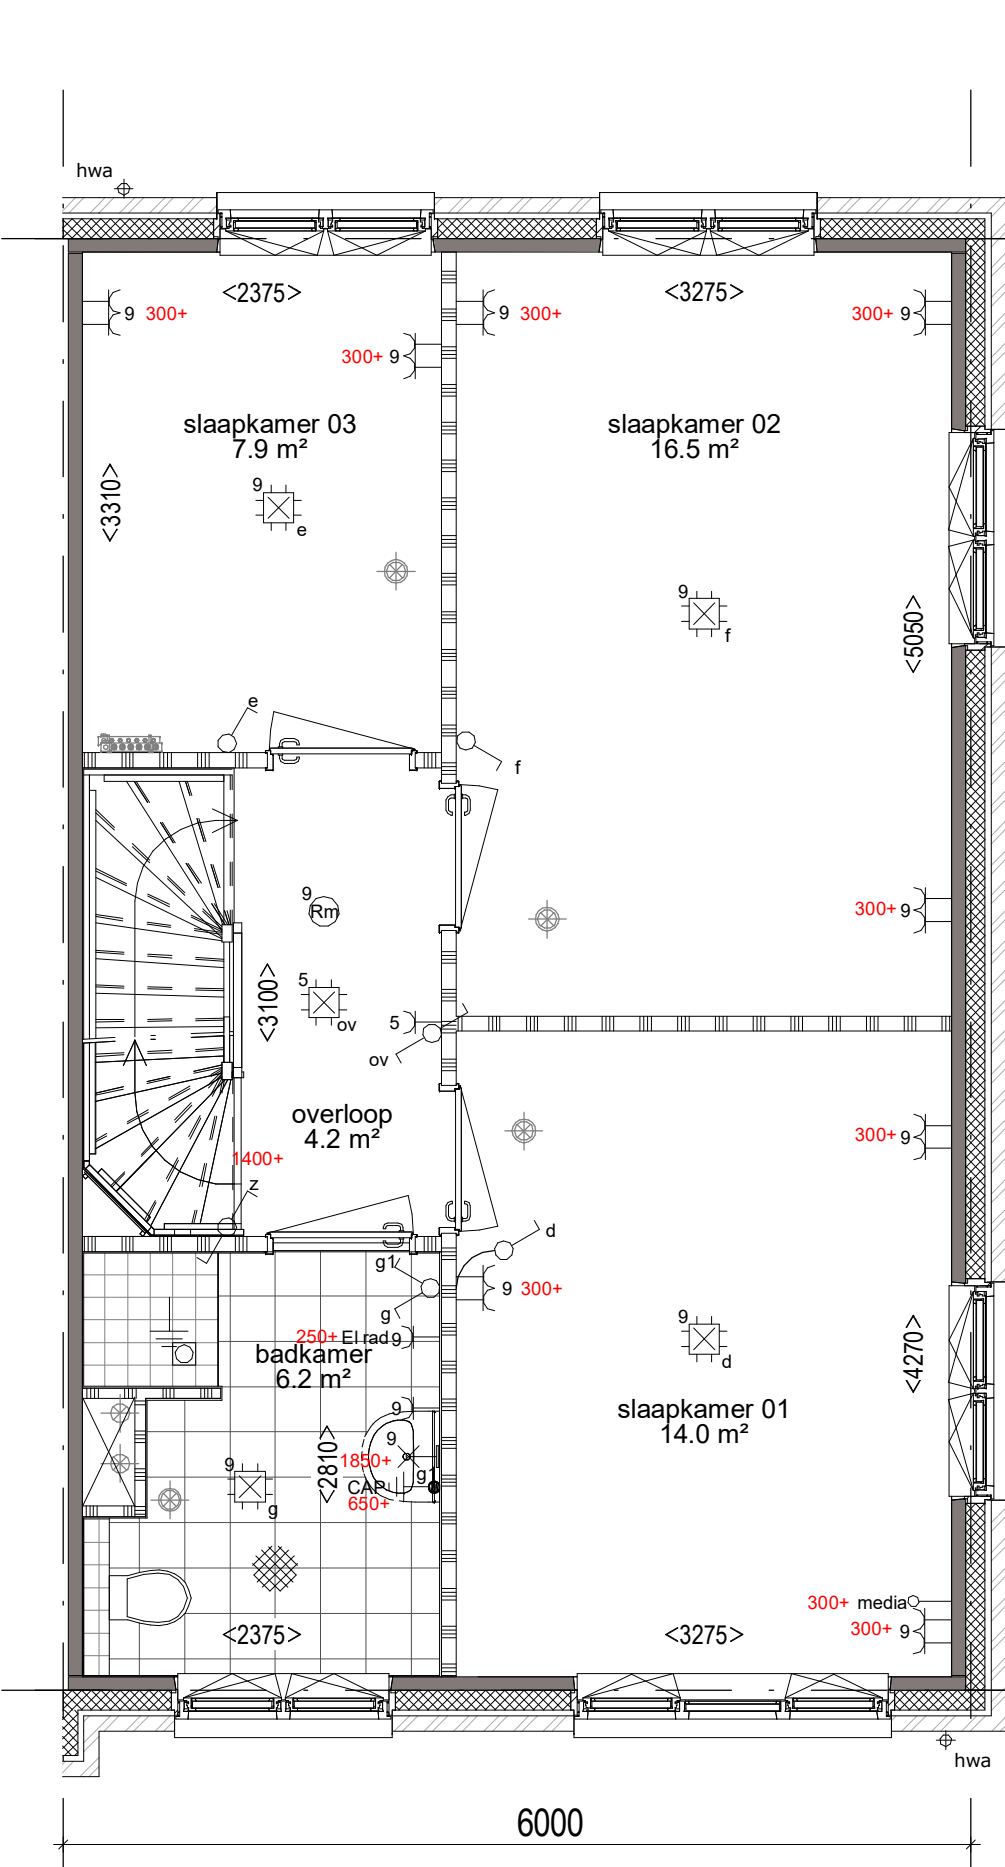 hwa
<2375>
<3275>
9 300+
9 300+
300+ 9
300+ 9
slaapkamer 03
7.9 m²
slaapkamer 02
16.5 m²
<3310>
9
e
9
f
<5050>
e
f
9
Rm
300+ 9
5
ov
<3100>
5
ov
overloop
4.2 m²
300+ 9
1400+
z
d
g1
g
9 300+
250+ El rad 9
badkamer
6.2 m²
9
d
<4270>
9
slaapkamer 01
14.0 m²
<2810>
9
1850+
g1
CAP
650+
9
g
300+ media
300+ 9
<2375>
<3275>
hwa
6000